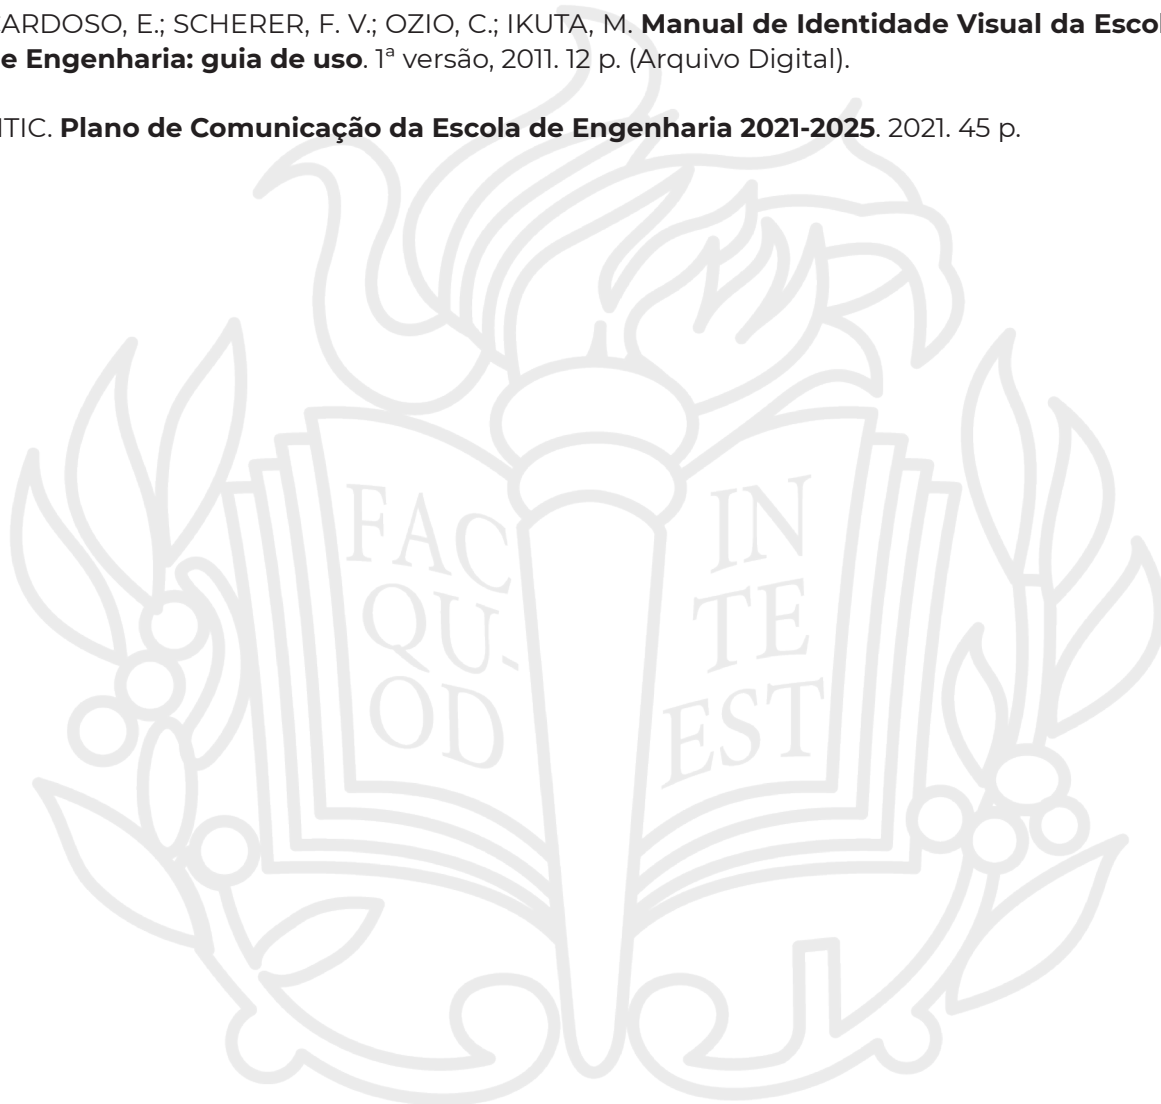 ARDOSO, E.; SCHERER, F. V.; OZIO, C.; IKUTA, M. Manual de Identidade Visual da Escol
e Engenharia: guia de uso. 1ª versão, 2011. 12 p. (Arquivo Digital).
ITIC. Plano de Comunicação da Escola de Engenharia 2021-2025. 2021. 45 p.
FAC
QU-
OD
IN
TE
EST